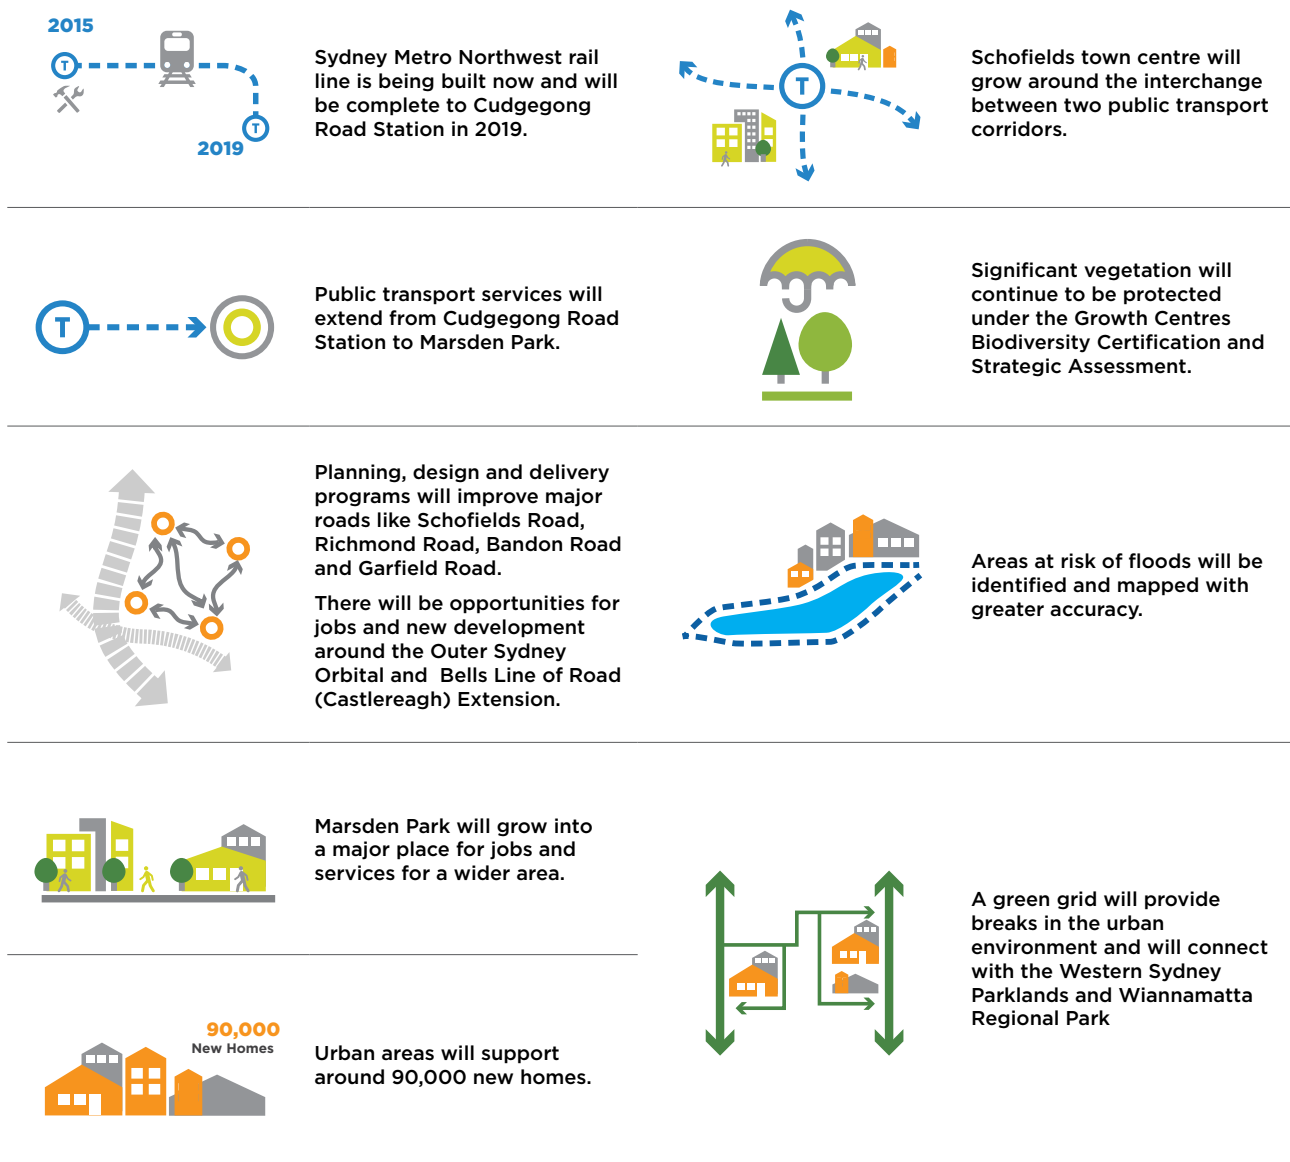 2015
T
T
2019
Sydney Metro Northwest rail
line is being built now and will
be complete to Cudgegong
Road Station in 2019.
T
Schofields town centre will
grow around the interchange
between two public transport
corridors.
T
Public transport services will
extend from Cudgegong Road
Station to Marsden Park.
Significant vegetation will
continue to be protected
under the Growth Centres
Biodiversity Certification and
Strategic Assessment.
Planning, design and delivery
programs will improve major
roads like Schofields Road,
Richmond Road, Bandon Road
and Garfield Road.
There will be opportunities for
jobs and new development
around the Outer Sydney
Orbital and  Bells Line of Road
(Castlereagh) Extension.
Areas at risk of floods will be
identified and mapped with
greater accuracy.
Marsden Park will grow into
a major place for jobs and
services for a wider area.
A green grid will provide
breaks in the urban
environment and will connect
with the Western Sydney
Parklands and Wiannamatta
Regional Park
90,000
New Homes
Urban areas will support
around 90,000 new homes.